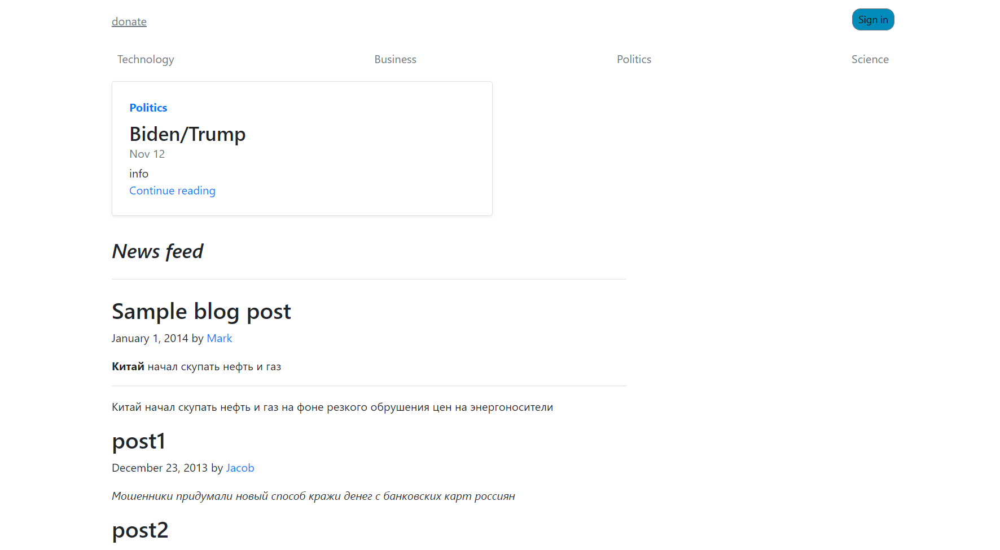 donate
Sign in
Technology Business Politics Science
Politics
Biden/Trump
Nov 12
info
Continue reading
News feed
Sample blog post
January 1, 2014 by Mark
Китай начал скупать нефть и газ
Китай начал скупать нефть и газ на фоне резкого обрушения цен на энергоносители
post1
December 23, 2013 by Jacob
Мошенники придумали новый способ кражи денег с банковских карт россиян
post2